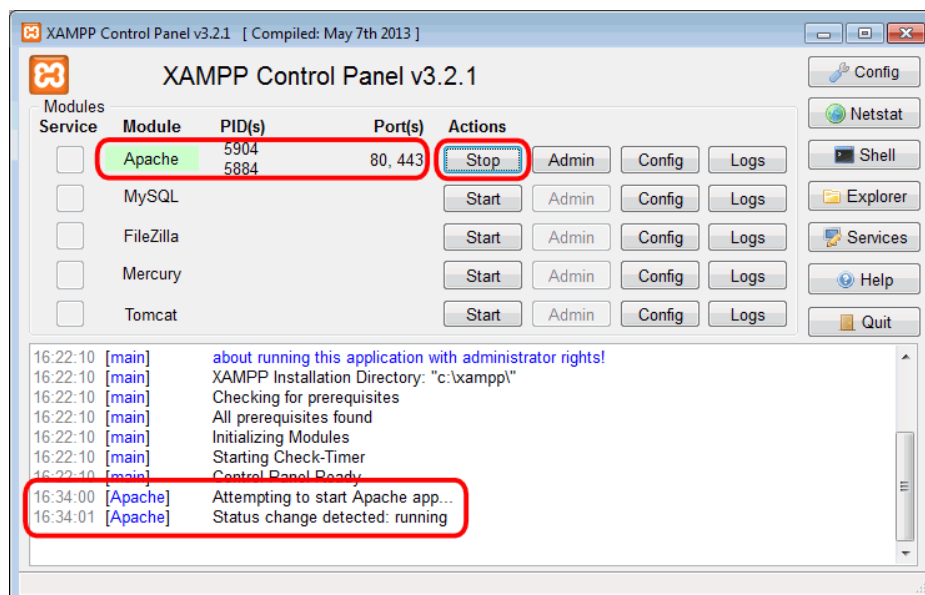 XAMPP Control Panel v3.2.1 [ Compiled: May 7th 2013 ]
XAMPP Control Panel v3.2.1
Config
Modules
Service Module PID(s) Port(s) Actions
Netstat
Apache 5904 5884 80, 443 Stop Admin Config Logs
Shell
MySQL Start Admin Config Logs
Explorer
FileZilla Start Admin Config Logs
Services
Mercury Start Admin Config Logs
Help
Tomcat Start Admin Config Logs
Quit
16:22:10 [main] about running this application with administrator rights!
16:22:10 [main] XAMPP Installation Directory: "c:\xampp\"
16:22:10 [main] Checking for prerequisites
16:22:10 [main] All prerequisites found
16:22:10 [main] Initializing Modules
16:22:10 [main] Starting Check-Timer
16:22:10 [main] Control Panel Ready
16:34:00 [Apache] Attempting to start Apache app...
16:34:01 [Apache] Status change detected: running